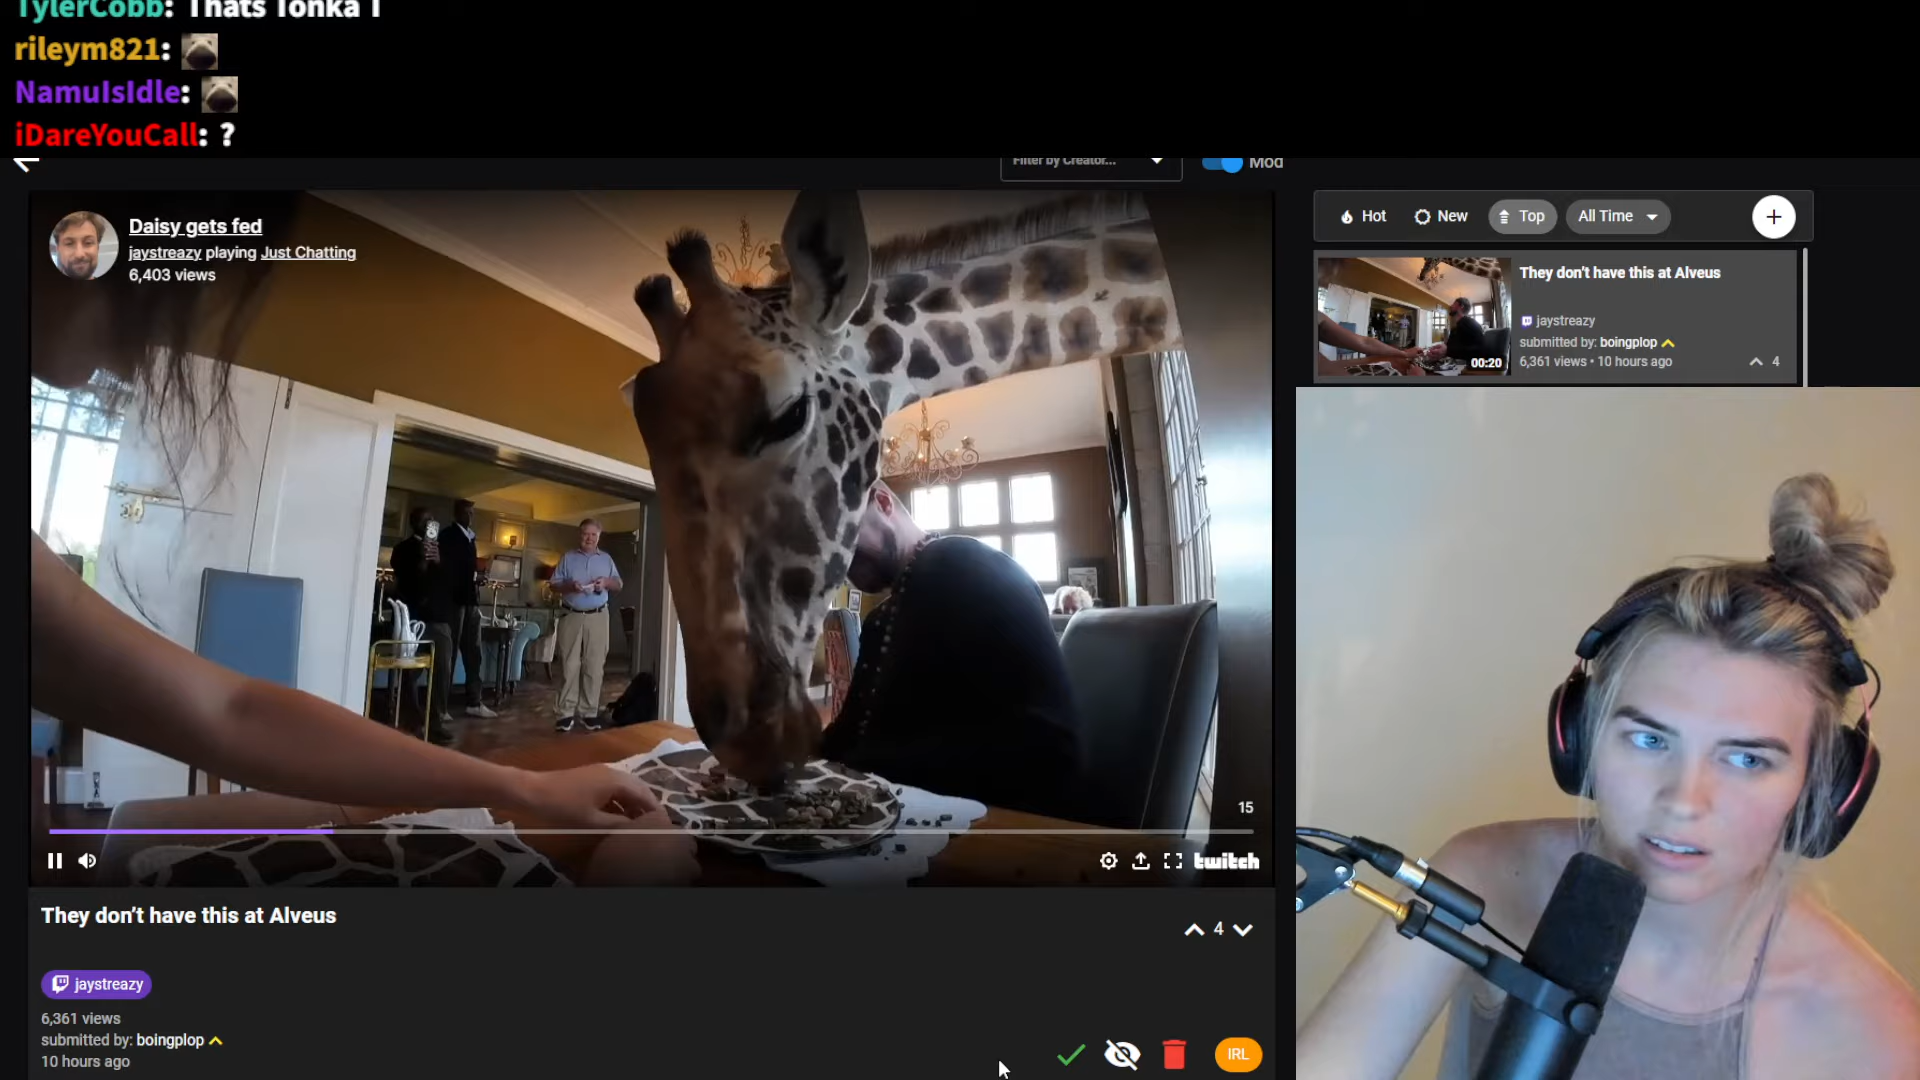 TylerCobb: Thats Tonka T
rileym821:
NamuIsIdle:
iDareYouCall: ?
Filter by Creator...
Mod
Daisy gets fed
jaystreazy playing Just Chatting
6,403 views
Hot
New
Top
All Time
They don't have this at Alveus
jaystreazy
submitted by: boingplop
6,361 views • 10 hours ago
4
00:20
15
twitch
They don't have this at Alveus
4
jaystreazy
6,361 views
submitted by: boingplop
10 hours ago
IRL